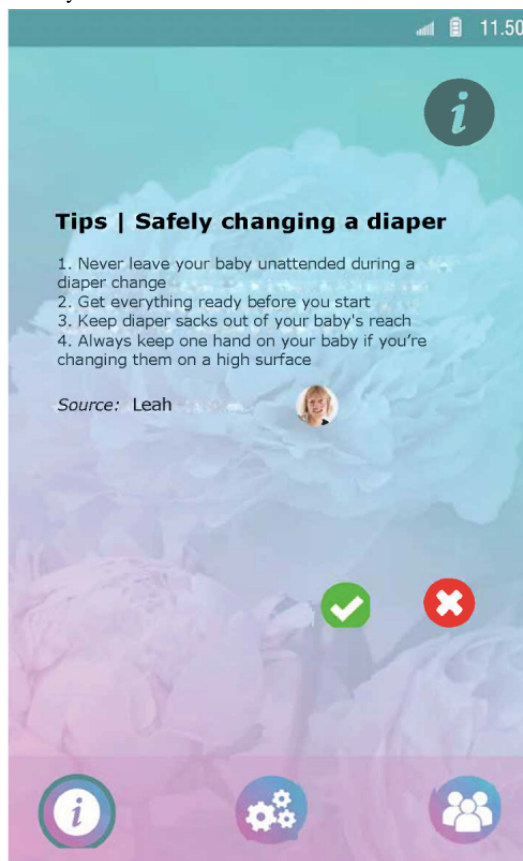 11.50
i
Tips | Safely changing a diaper
1. Never leave your baby unattended during a
diaper change
2. Get everything ready before you start
3. Keep diaper sacks out of your baby's reach
4. Always keep one hand on your baby if you’re
changing them on a high surface
Source: Leah
i